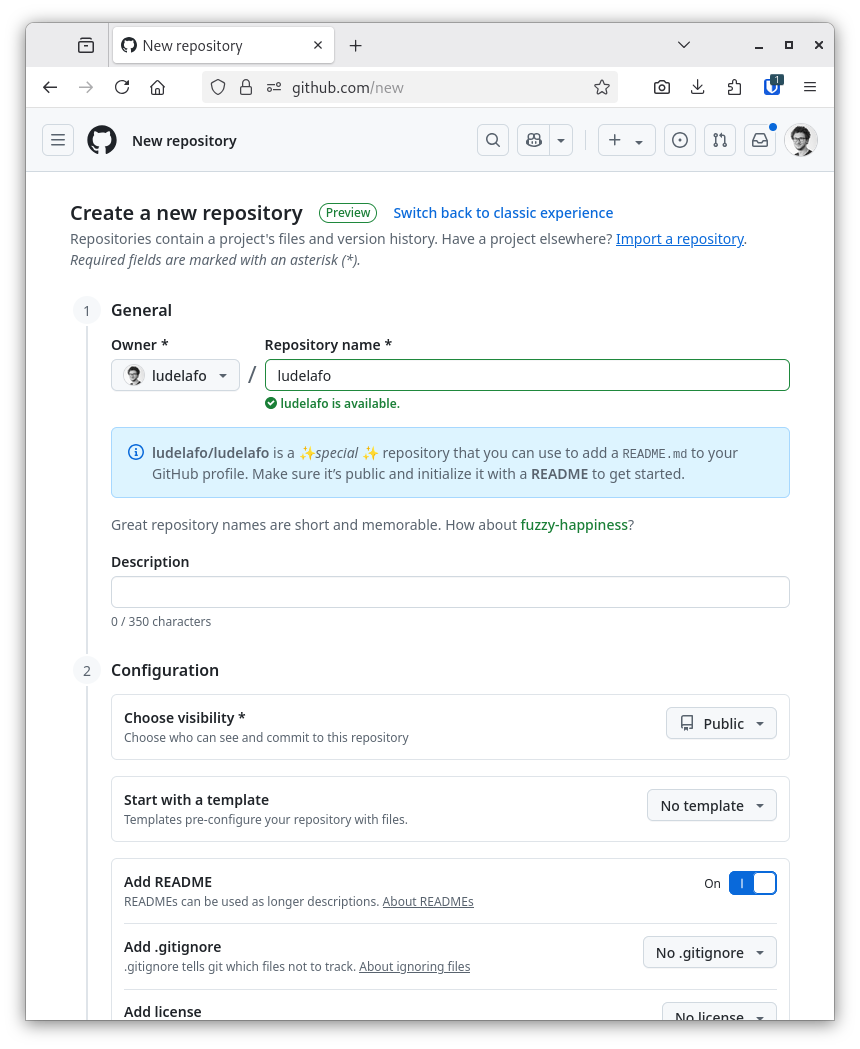 New repository
github.com/new
1
New repository
Create a new repository Preview Switch back to classic experience
Repositories contain a project's files and version history. Have a project elsewhere? Import a repository.
Required fields are marked with an asterisk (*).
1 General
Owner * Repository name *
ludelafo / ludelafo
ludelafo is available.
ludelafo/ludelafo is a ✨special ✨ repository that you can use to add a README.md to your
GitHub profile. Make sure it’s public and initialize it with a README to get started.
Great repository names are short and memorable. How about fuzzy-happiness?
Description
0 / 350 characters
2 Configuration
Choose visibility * Public
Choose who can see and commit to this repository
Start with a template No template
Templates pre-configure your repository with files.
Add README On
READMEs can be used as longer descriptions. About READMEs
Add .gitignore No .gitignore
.gitignore tells git which files not to track. About ignoring files
Add license No license